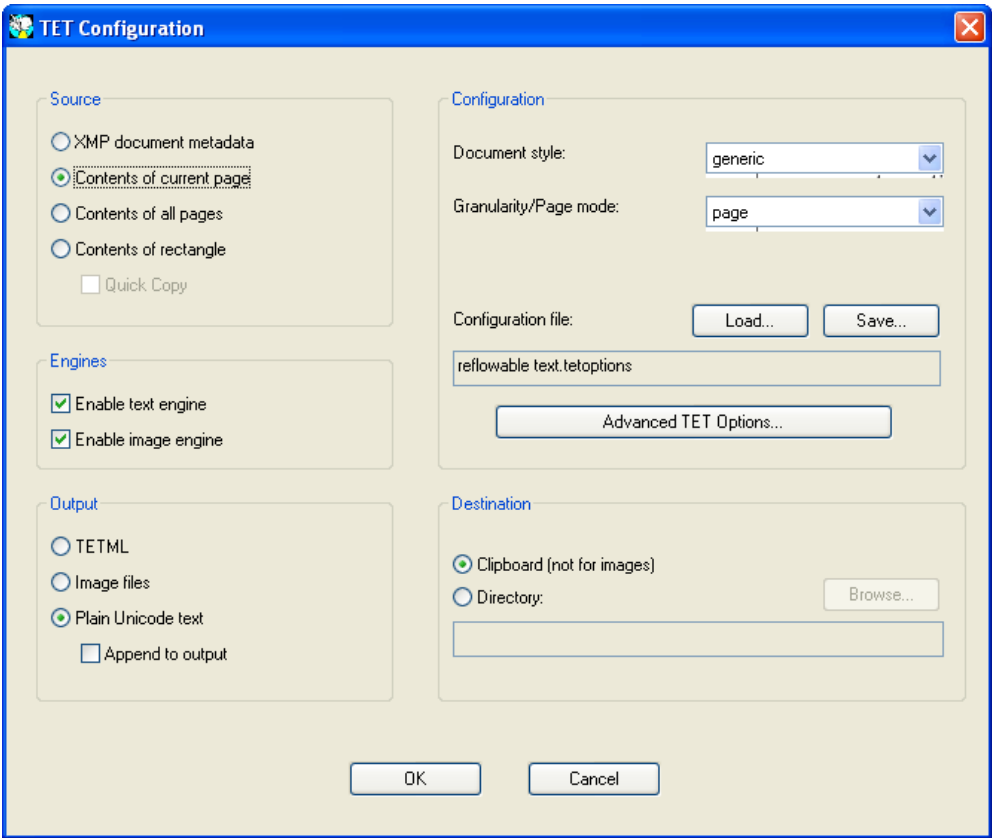 TET Configuration
Source
XMP document metadata
Contents of current page
Contents of all pages
Contents of rectangle
Quick Copy
Engines
Enable text engine
Enable image engine
Output
TETML
Image files
Plain Unicode text
Append to output
Configuration
Document style: generic
Granularity/Page mode: page
Configuration file: Load... Save...
reflowable text.tetoptions
Advanced TET Options...
Destination
Clipboard (not for images)
Directory: Browse...
OK Cancel